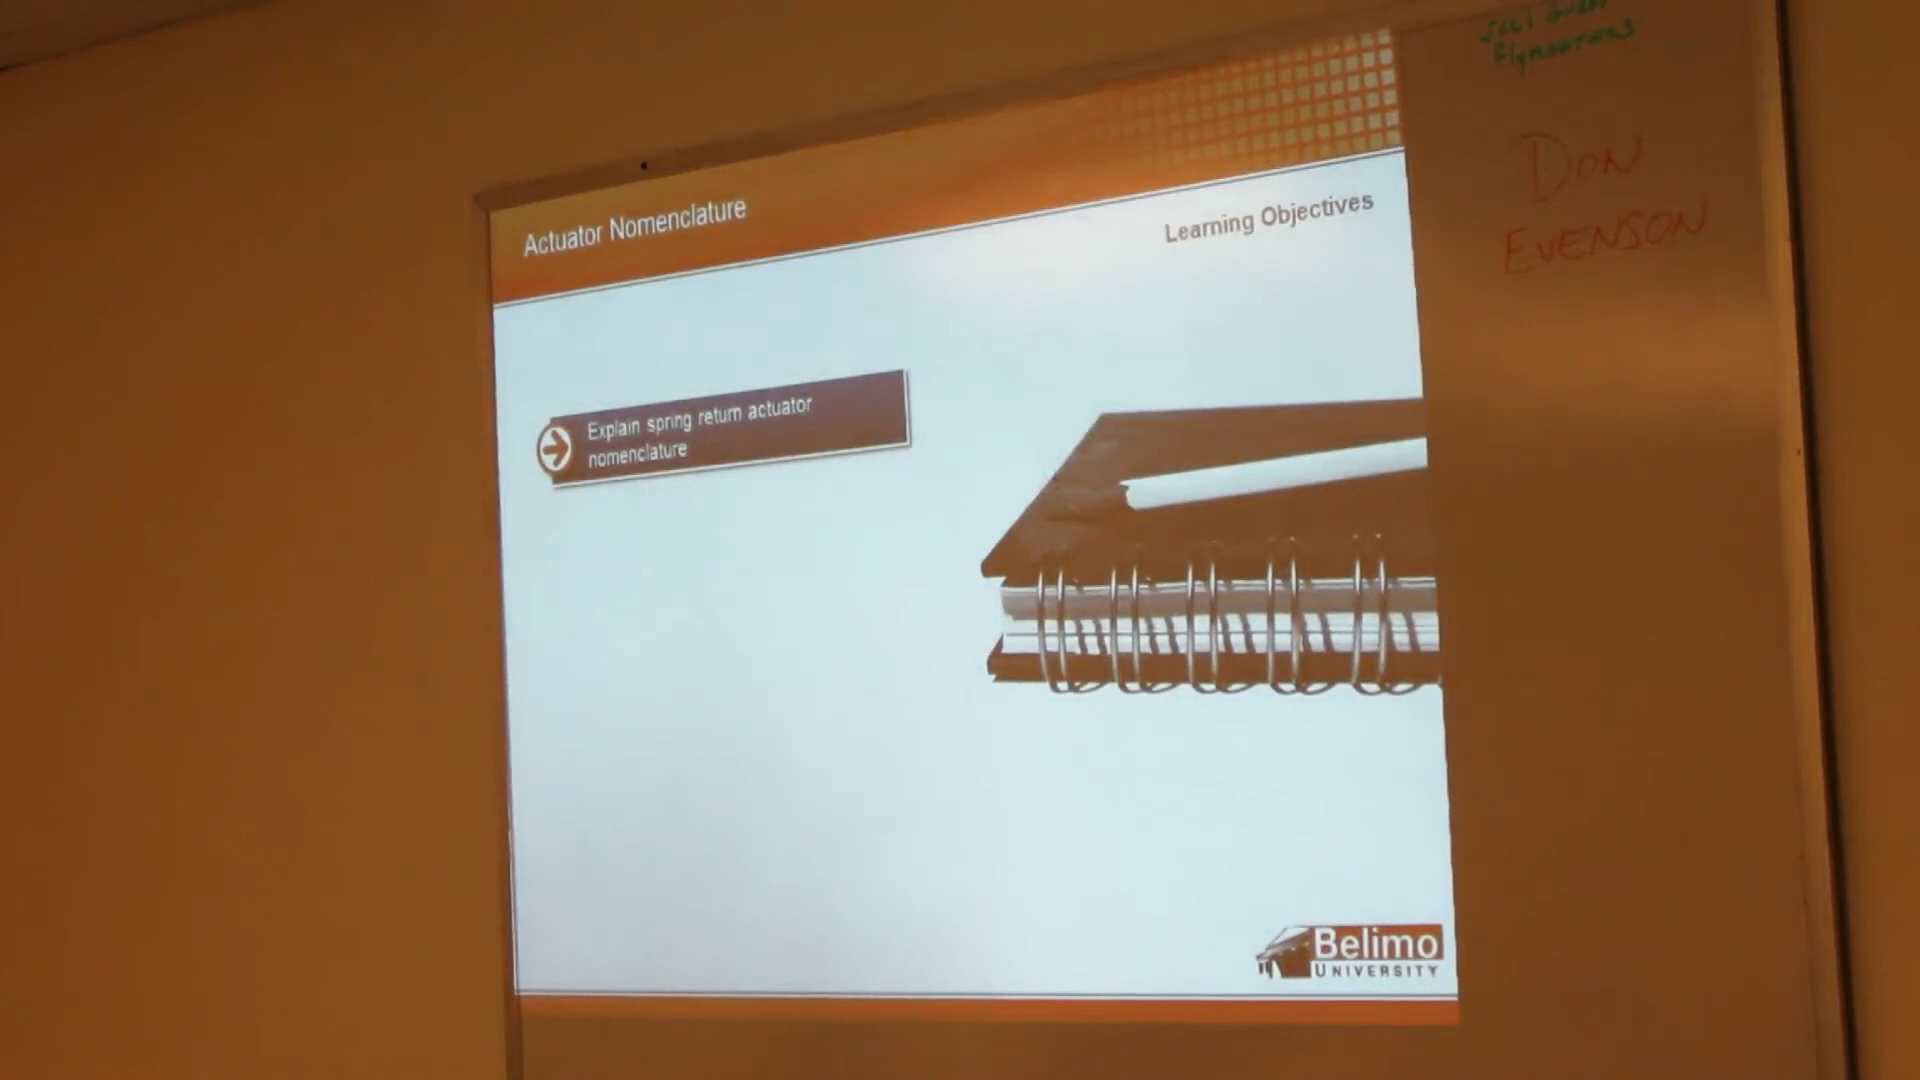 Actuator Nomenclature
Learning Objectives
Explain spring return actuator
nomenclature
Belimo
UNIVERSITY
DON
EVENSON